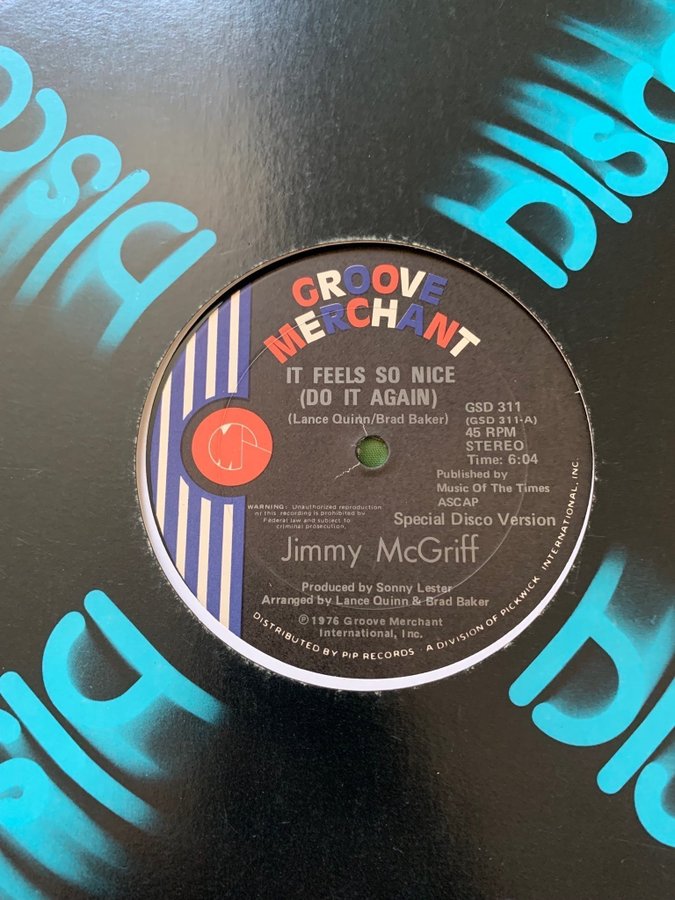 DISCO
DISCO
GROOVE
MERCHANT
IT FEELS SO NICE
(DO IT AGAIN)
(Lance Quinn/Brad Baker)
GSD 311
(GSD 311-A)
45 RPM
STEREO
Time: 6:04
Published by
Music Of The Times
ASCAP
WARNING: Unauthorized reproduction
of this recording is prohibited by
Federal law and subject to
criminal prosecution.
Special Disco Version
Jimmy McGriff
Produced by Sonny Lester
Arranged by Lance Quinn & Brad Baker
℗ 1976 Groove Merchant
International, Inc.
DISTRIBUTED BY PIP RECORDS · A DIVISION OF PICKWICK INTERNATIONAL, INC.
DISCO
DISCO